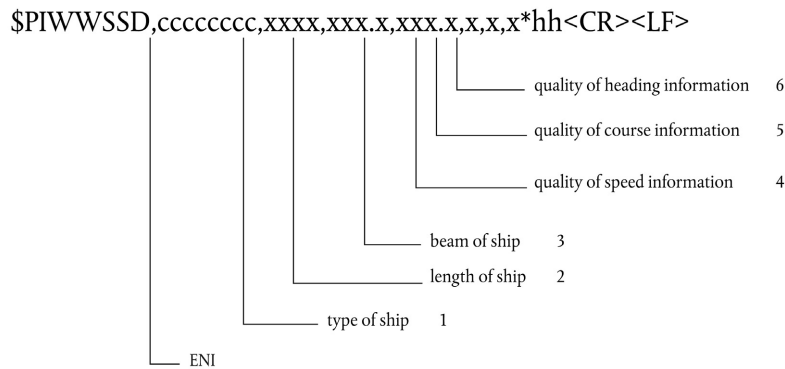 $PIWWSSD,cccccccc,xxxx,xxx.x,xxx.x,x,x,x*hh<CR><LF>
quality of heading information 6
quality of course information 5
quality of speed information 4
beam of ship 3
length of ship 2
type of ship 1
ENI